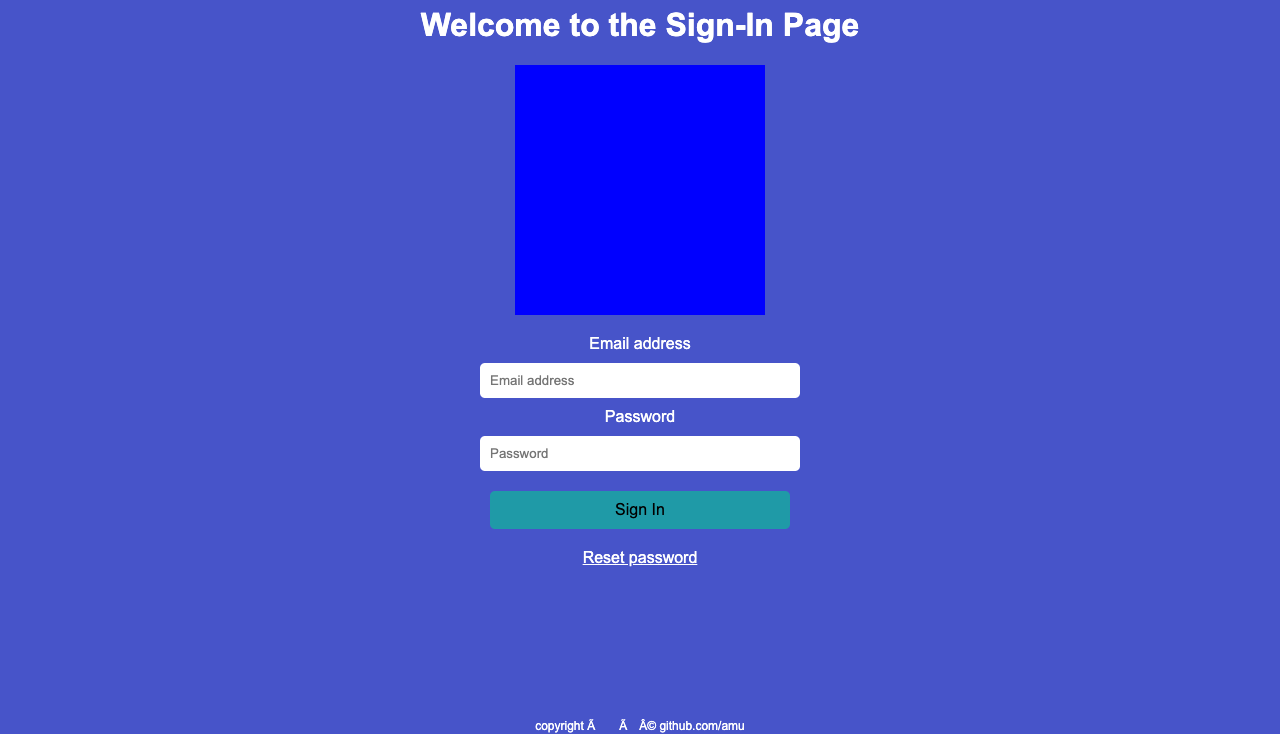 Welcome to the Sign-In Page
Email address
Email address
Password
Password
Sign In
Reset password
copyright Ã Ã Â© github.com/amu